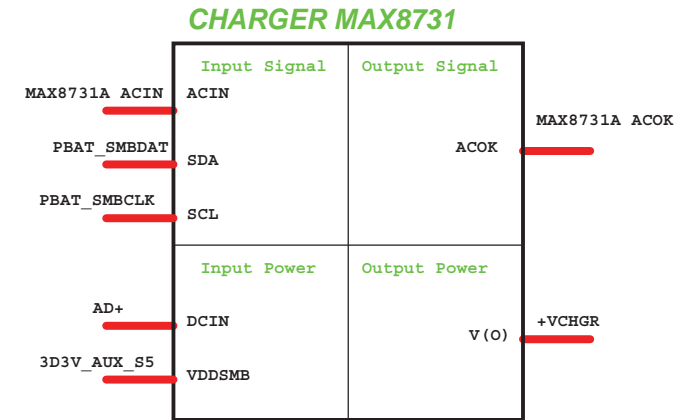 CHARGER MAX8731
Input Signal
Output Signal
MAX8731A ACIN
ACIN
MAX8731A ACOK
PBAT_SMBDAT
SDA
ACOK
PBAT_SMBCLK
SCL
Input Power
Output Power
AD+
DCIN
+VCHGR
V(O)
3D3V_AUX_S5
VDDSMB